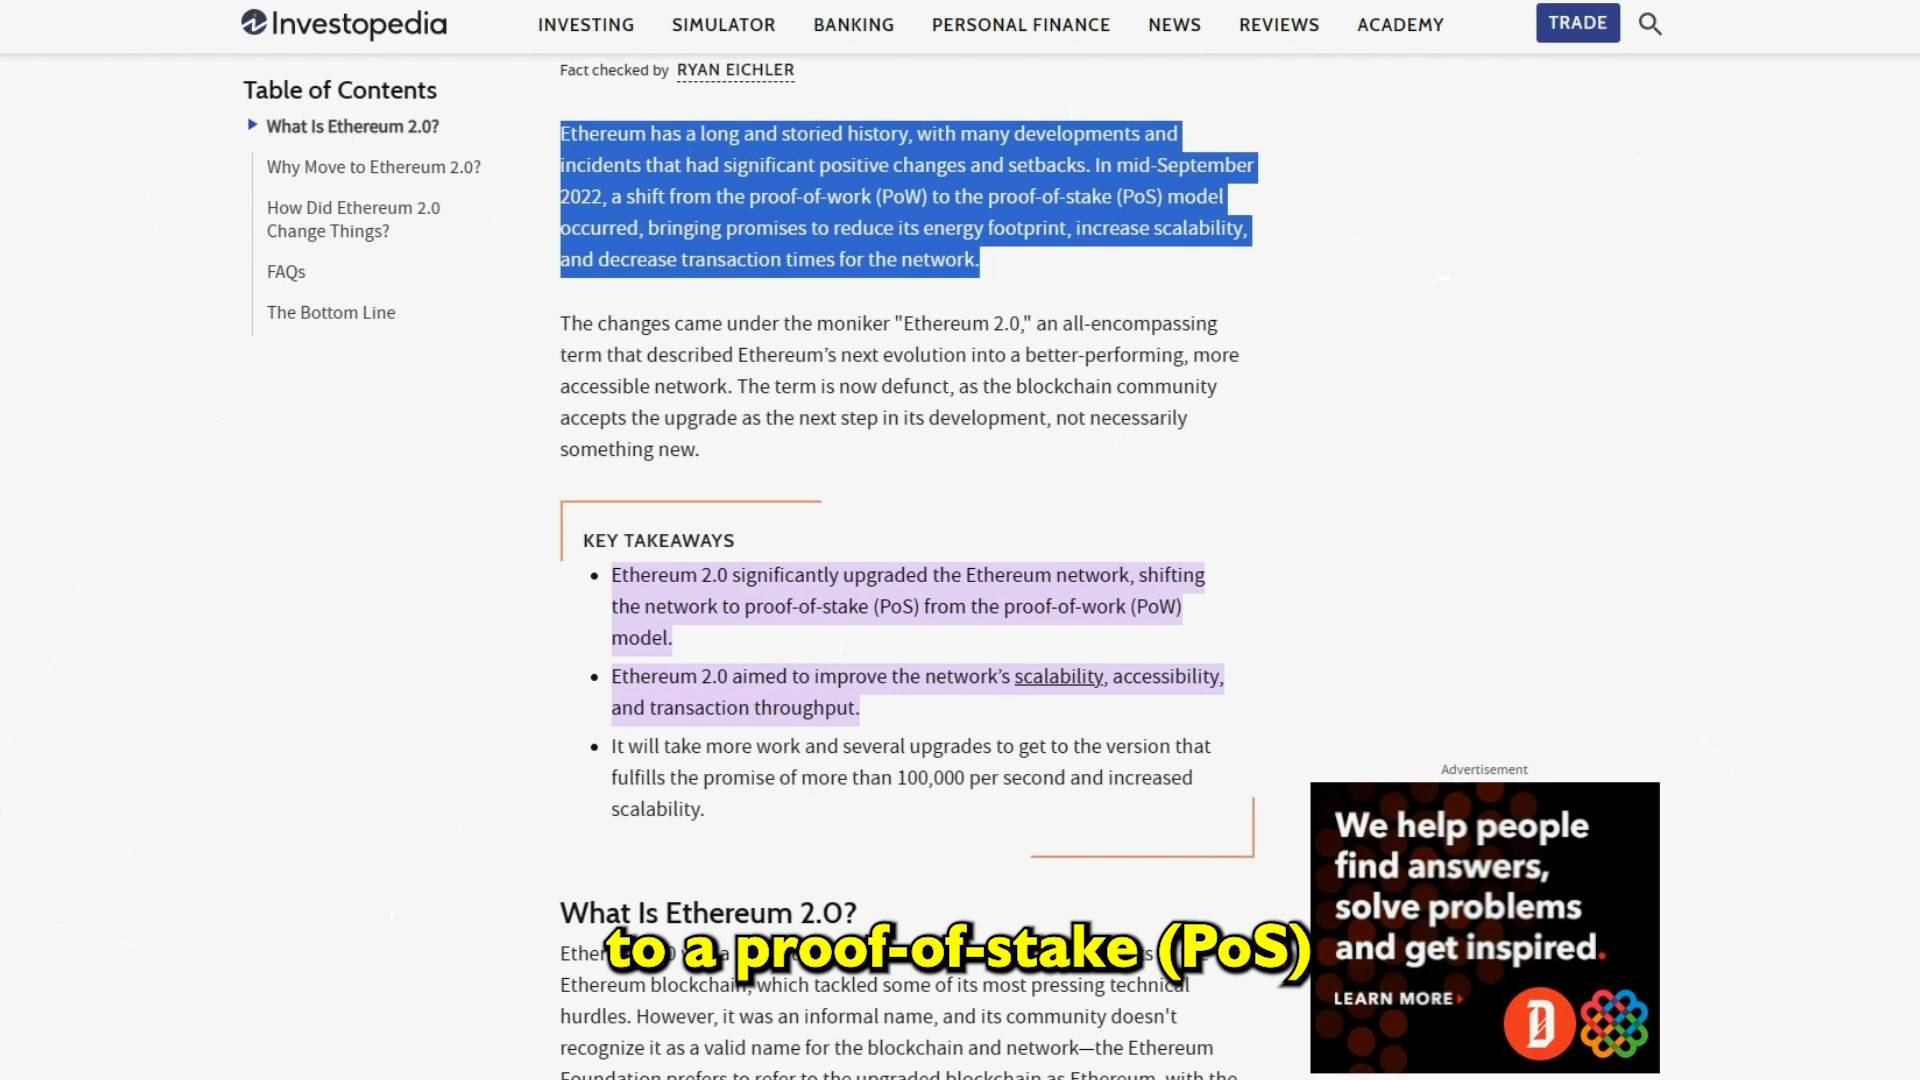 Investopedia
INVESTING SIMULATOR BANKING PERSONAL FINANCE NEWS REVIEWS ACADEMY
TRADE
Fact checked by RYAN EICHLER
Table of Contents
What Is Ethereum 2.0?
Why Move to Ethereum 2.0?
How Did Ethereum 2.0
Change Things?
FAQs
The Bottom Line
Ethereum has a long and storied history, with many developments and
incidents that had significant positive changes and setbacks. In mid-September
2022, a shift from the proof-of-work (PoW) to the proof-of-stake (PoS) model
occurred, bringing promises to reduce its energy footprint, increase scalability,
and decrease transaction times for the network.
The changes came under the moniker "Ethereum 2.0," an all-encompassing
term that described Ethereum’s next evolution into a better-performing, more
accessible network. The term is now defunct, as the blockchain community
accepts the upgrade as the next step in its development, not necessarily
something new.
KEY TAKEAWAYS
• Ethereum 2.0 significantly upgraded the Ethereum network, shifting
the network to proof-of-stake (PoS) from the proof-of-work (PoW)
model.
• Ethereum 2.0 aimed to improve the network’s scalability, accessibility,
and transaction throughput.
• It will take more work and several upgrades to get to the version that
fulfills the promise of more than 100,000 per second and increased
scalability.
What Is Ethereum 2.0?
to a proof-of-stake (PoS)
Ethereum blockchain, which tackled some of its most pressing technical
hurdles. However, it was an informal name, and its community doesn't
recognize it as a valid name for the blockchain and network—the Ethereum
Foundation prefers to refer to the upgraded blockchain as Ethereum, with the
Advertisement
We help people
find answers,
solve problems
and get inspired.
LEARN MORE